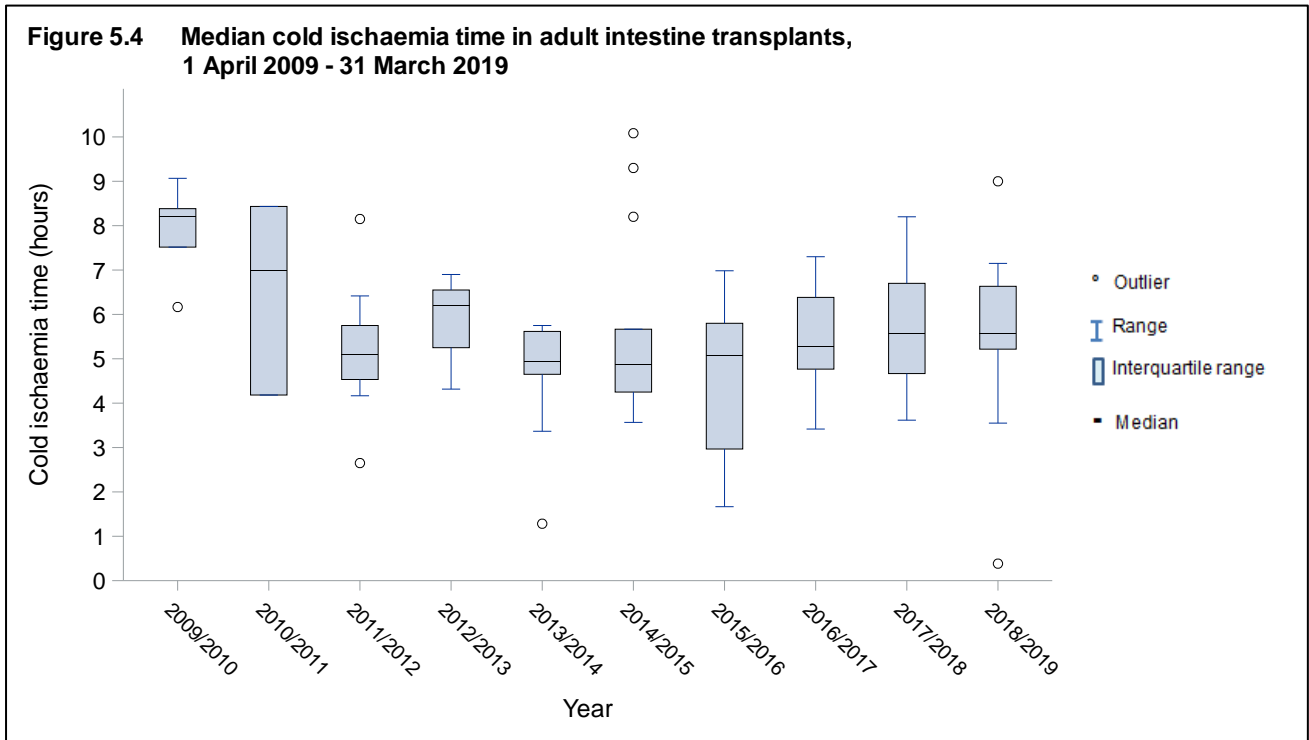 Figure 5.4 Median cold ischaemia time in adult intestine transplants,
1 April 2009 - 31 March 2019
Cold ischaemia time (hours)
10
9
8
7
6
5
4
3
2
1
0
2009/2010
2010/2011
2011/2012
2012/2013
2013/2014
2014/2015
2015/2016
2016/2017
2017/2018
2018/2019
Year
Outlier
Range
Interquartile range
Median